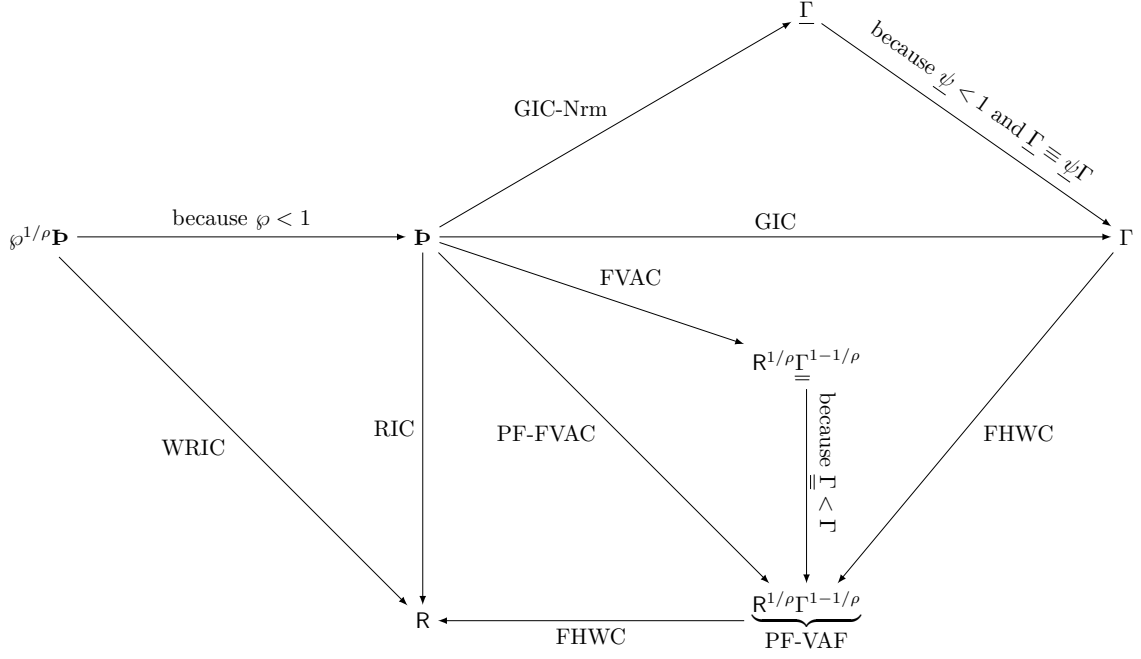 Γ̲
because ψ̲ < 1 and Γ̲ ≡ ψ̲Γ
GIC-Nrm
℘^{1/ρ}Þ
because ℘ < 1
Þ
GIC
Γ
FVAC
R^{1/ρ}Γ̳^{1−1/ρ}
because Γ̳ < Γ
WRIC
RIC
PF-FVAC
FHWC
R
FHWC
R^{1/ρ}Γ^{1−1/ρ}
PF-VAF